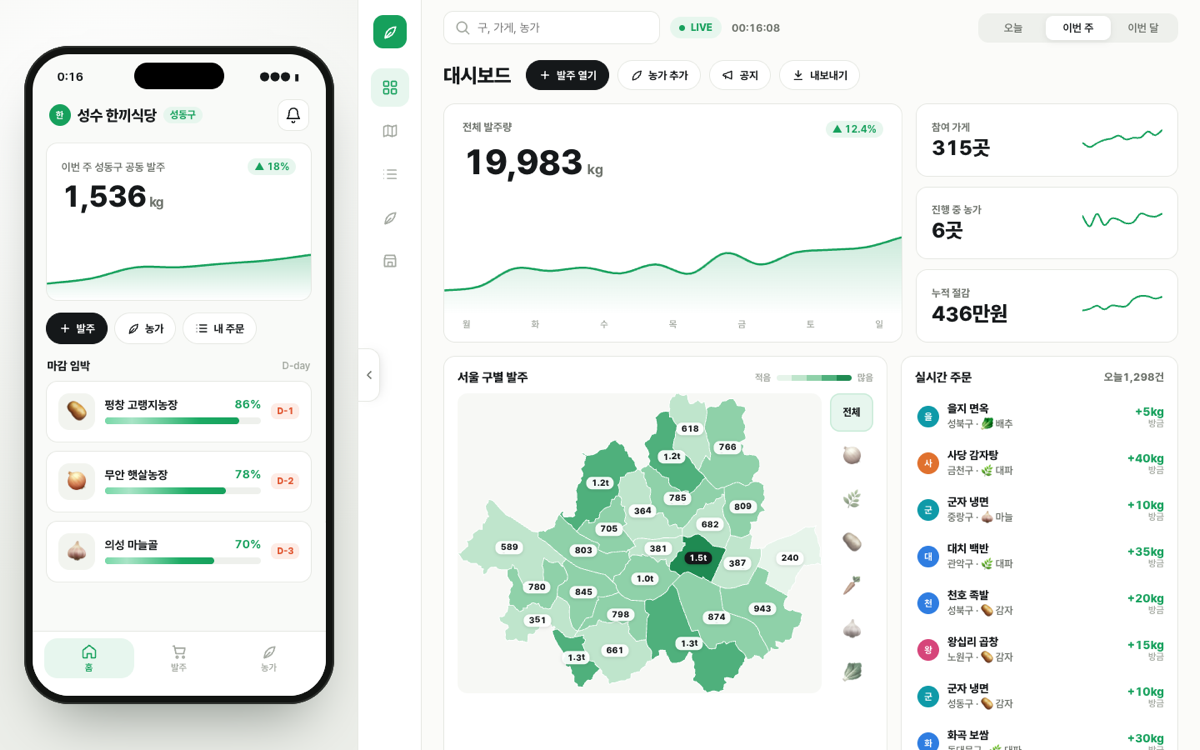 0:16
한 성수 한끼식당 성동구
이번 주 성동구 공동 발주
▲ 18%
1,536 kg
+ 발주
농가
내 주문
마감 임박
D-day
평창 고랭지농장 86% D-1
무안 햇살농장 78% D-2
의성 마늘골 70% D-3
홈
발주
농가
구, 가게, 농가
LIVE
00:16:08
오늘
이번 주
이번 달
대시보드
+ 발주 열기
농가 추가
공지
내보내기
전체 발주량
▲ 12.4%
19,983 kg
월 화 수 목 금 토 일
참여 가게
315곳
진행 중 농가
6곳
누적 절감
436만원
서울 구별 발주
적음
많음
전체
618
766
1.2t
1.2t
785
809
364
682
705
589
803
381
1.5t
387
240
1.0t
780
845
943
798
874
351
1.3t
661
1.3t
실시간 주문
오늘1,298건
을 을지 면옥 +5kg
성북구 · 배추 방금
사 사당 감자탕 +40kg
금천구 · 대파 방금
군 군자 냉면 +10kg
중랑구 · 마늘 방금
대 대치 백반 +35kg
관악구 · 대파 방금
천 천호 족발 +20kg
성북구 · 감자 방금
왕 왕십리 곱창 +15kg
노원구 · 감자 방금
군 군자 냉면 +10kg
성동구 · 감자 방금
화 화곡 보쌈 +30kg
동대문구 · 대파 방금